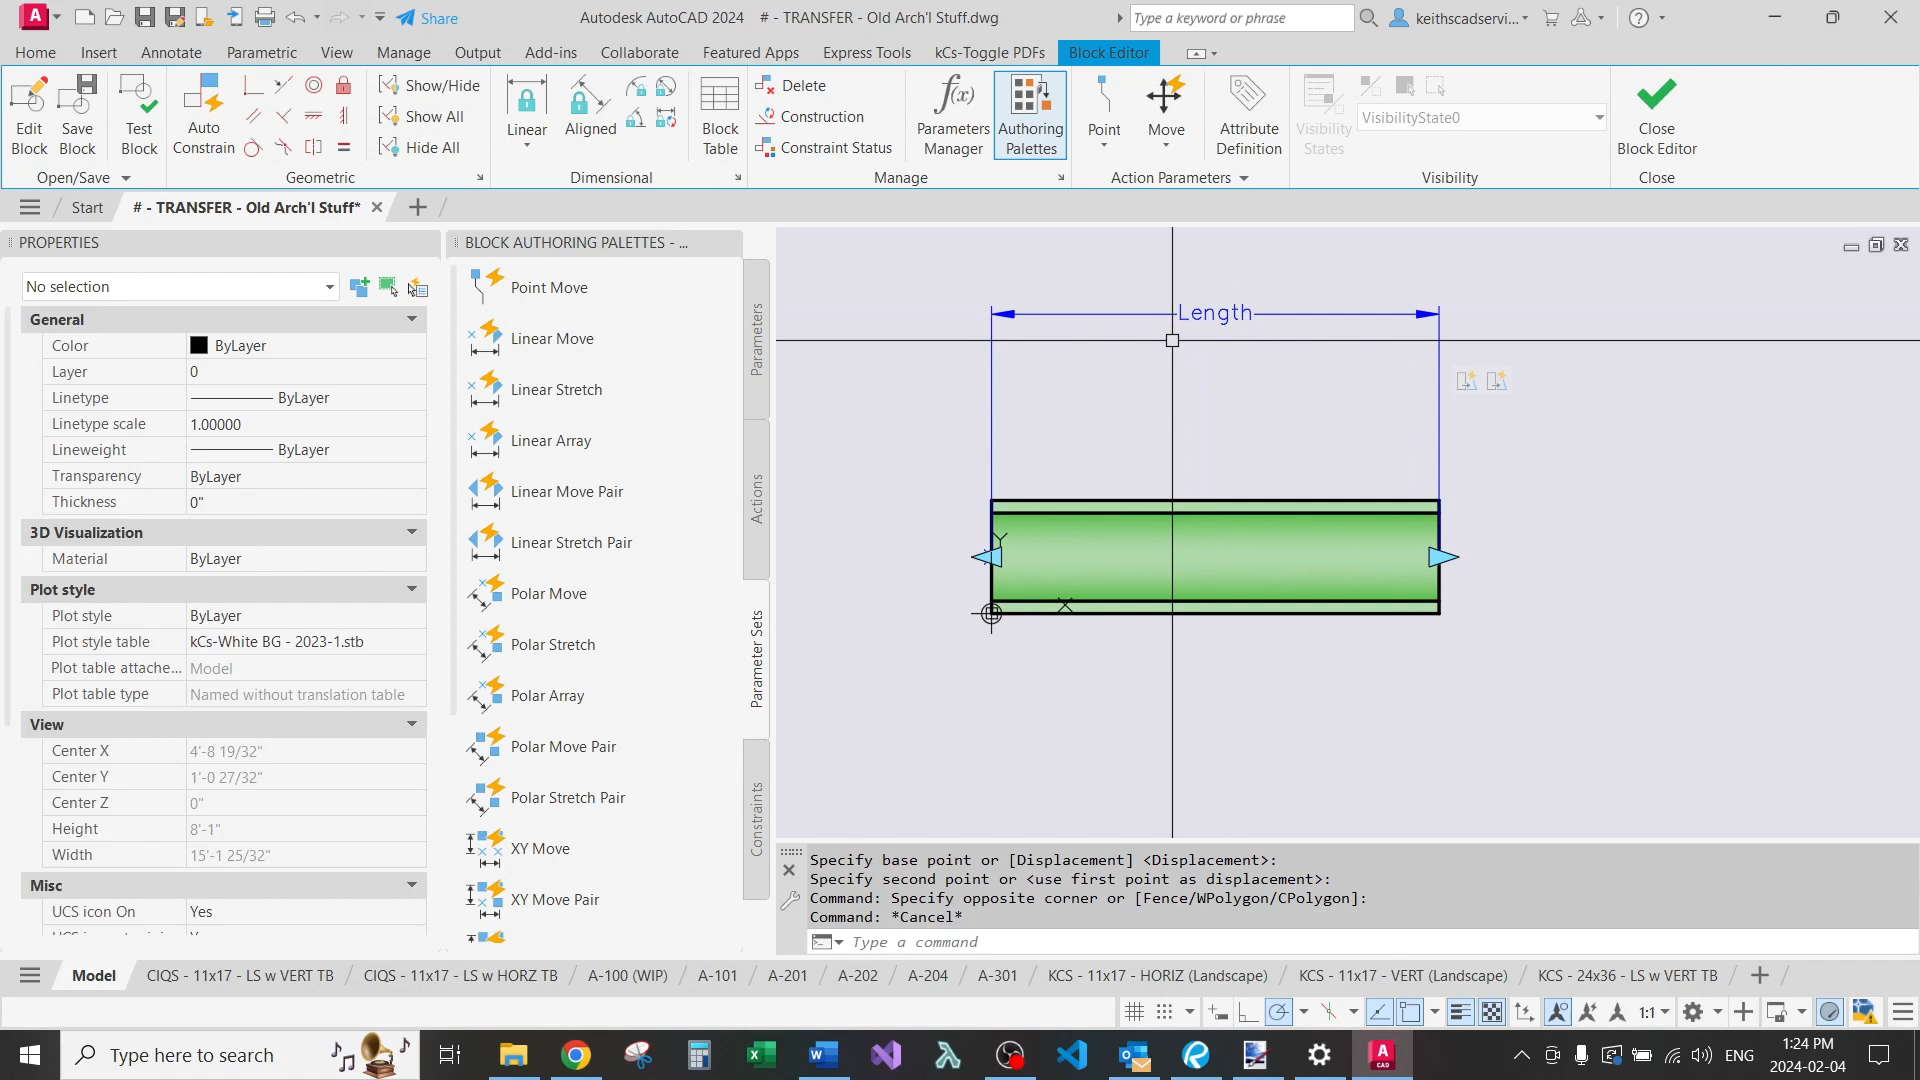 Share
Autodesk AutoCAD 2024 # - TRANSFER - Old Arch'l Stuff.dwg
Type a keyword or phrase
keithscadservi...
Home Insert Annotate Parametric View Manage Output Add-ins Collaborate Featured Apps Express Tools kCs-Toggle PDFs Block Editor
Edit Block
Save Block
Test Block
Open/Save
Auto Constrain
Show/Hide
Show All
Hide All
Geometric
Linear
Aligned
Block Table
Dimensional
Delete
Construction
Constraint Status
Parameters Manager
Authoring Palettes
Manage
Point
Move
Attribute Definition
Action Parameters
Visibility States
VisibilityState0
Visibility
Close Block Editor
Close
Start
# - TRANSFER - Old Arch'l Stuff*
PROPERTIES
No selection
General
Color ByLayer
Layer 0
Linetype ByLayer
Linetype scale 1.00000
Lineweight ByLayer
Transparency ByLayer
Thickness 0"
3D Visualization
Material ByLayer
Plot style
Plot style ByLayer
Plot style table kCs-White BG - 2023-1.stb
Plot table attache... Model
Plot table type Named without translation table
View
Center X 4'-8 19/32"
Center Y 1'-0 27/32"
Center Z 0"
Height 8'-1"
Width 15'-1 25/32"
Misc
UCS icon On Yes
BLOCK AUTHORING PALETTES - ...
Point Move
Linear Move
Linear Stretch
Linear Array
Linear Move Pair
Linear Stretch Pair
Polar Move
Polar Stretch
Polar Array
Polar Move Pair
Polar Stretch Pair
XY Move
XY Move Pair
Parameters
Actions
Parameter Sets
Constraints
Length
Y
X
Specify base point or [Displacement] <Displacement>:
Specify second point or <use first point as displacement>:
Command: Specify opposite corner or [Fence/WPolygon/CPolygon]:
Command: *Cancel*
Type a command
Model CIQS - 11x17 - LS w VERT TB CIQS - 11x17 - LS w HORZ TB A-100 (WIP) A-101 A-201 A-202 A-204 A-301 KCS - 11x17 - HORIZ (Landscape) KCS - 11x17 - VERT (Landscape) KCS - 24x36 - LS w VERT TB
1:1
Type here to search
ENG
1:24 PM
2024-02-04